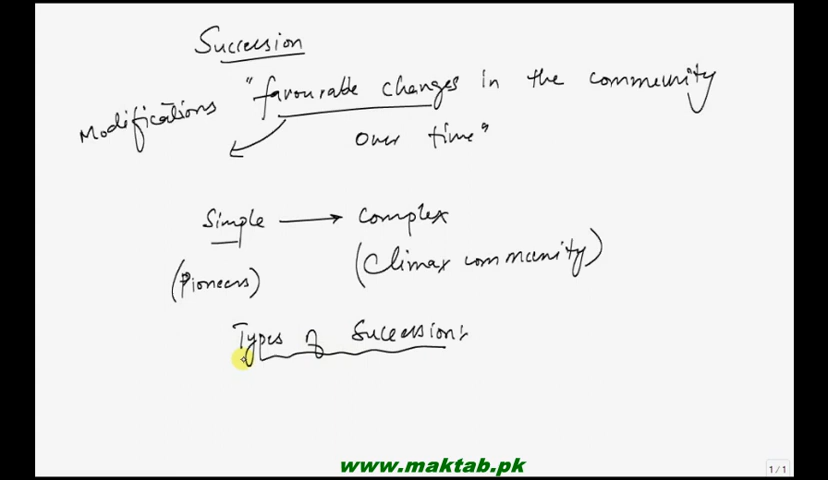 Succession
Modifications "favourable changes in the community
over time"
Simple → Complex
(Pioneers) (Climax community)
Types of Succession:
www.maktab.pk
1/1